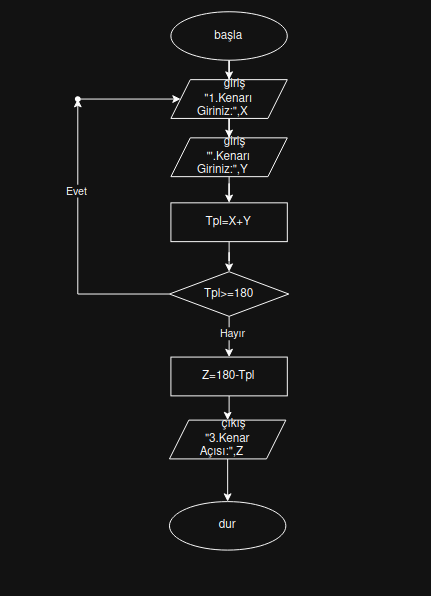 başla
giriş
"1.Kenarı
Giriniz:",X
giriş
"'.Kenarı
Giriniz:",Y
Evet
Tpl=X+Y
Tpl>=180
Hayır
Z=180-Tpl
çıkış
"3.Kenar
Açısı:",Z
dur